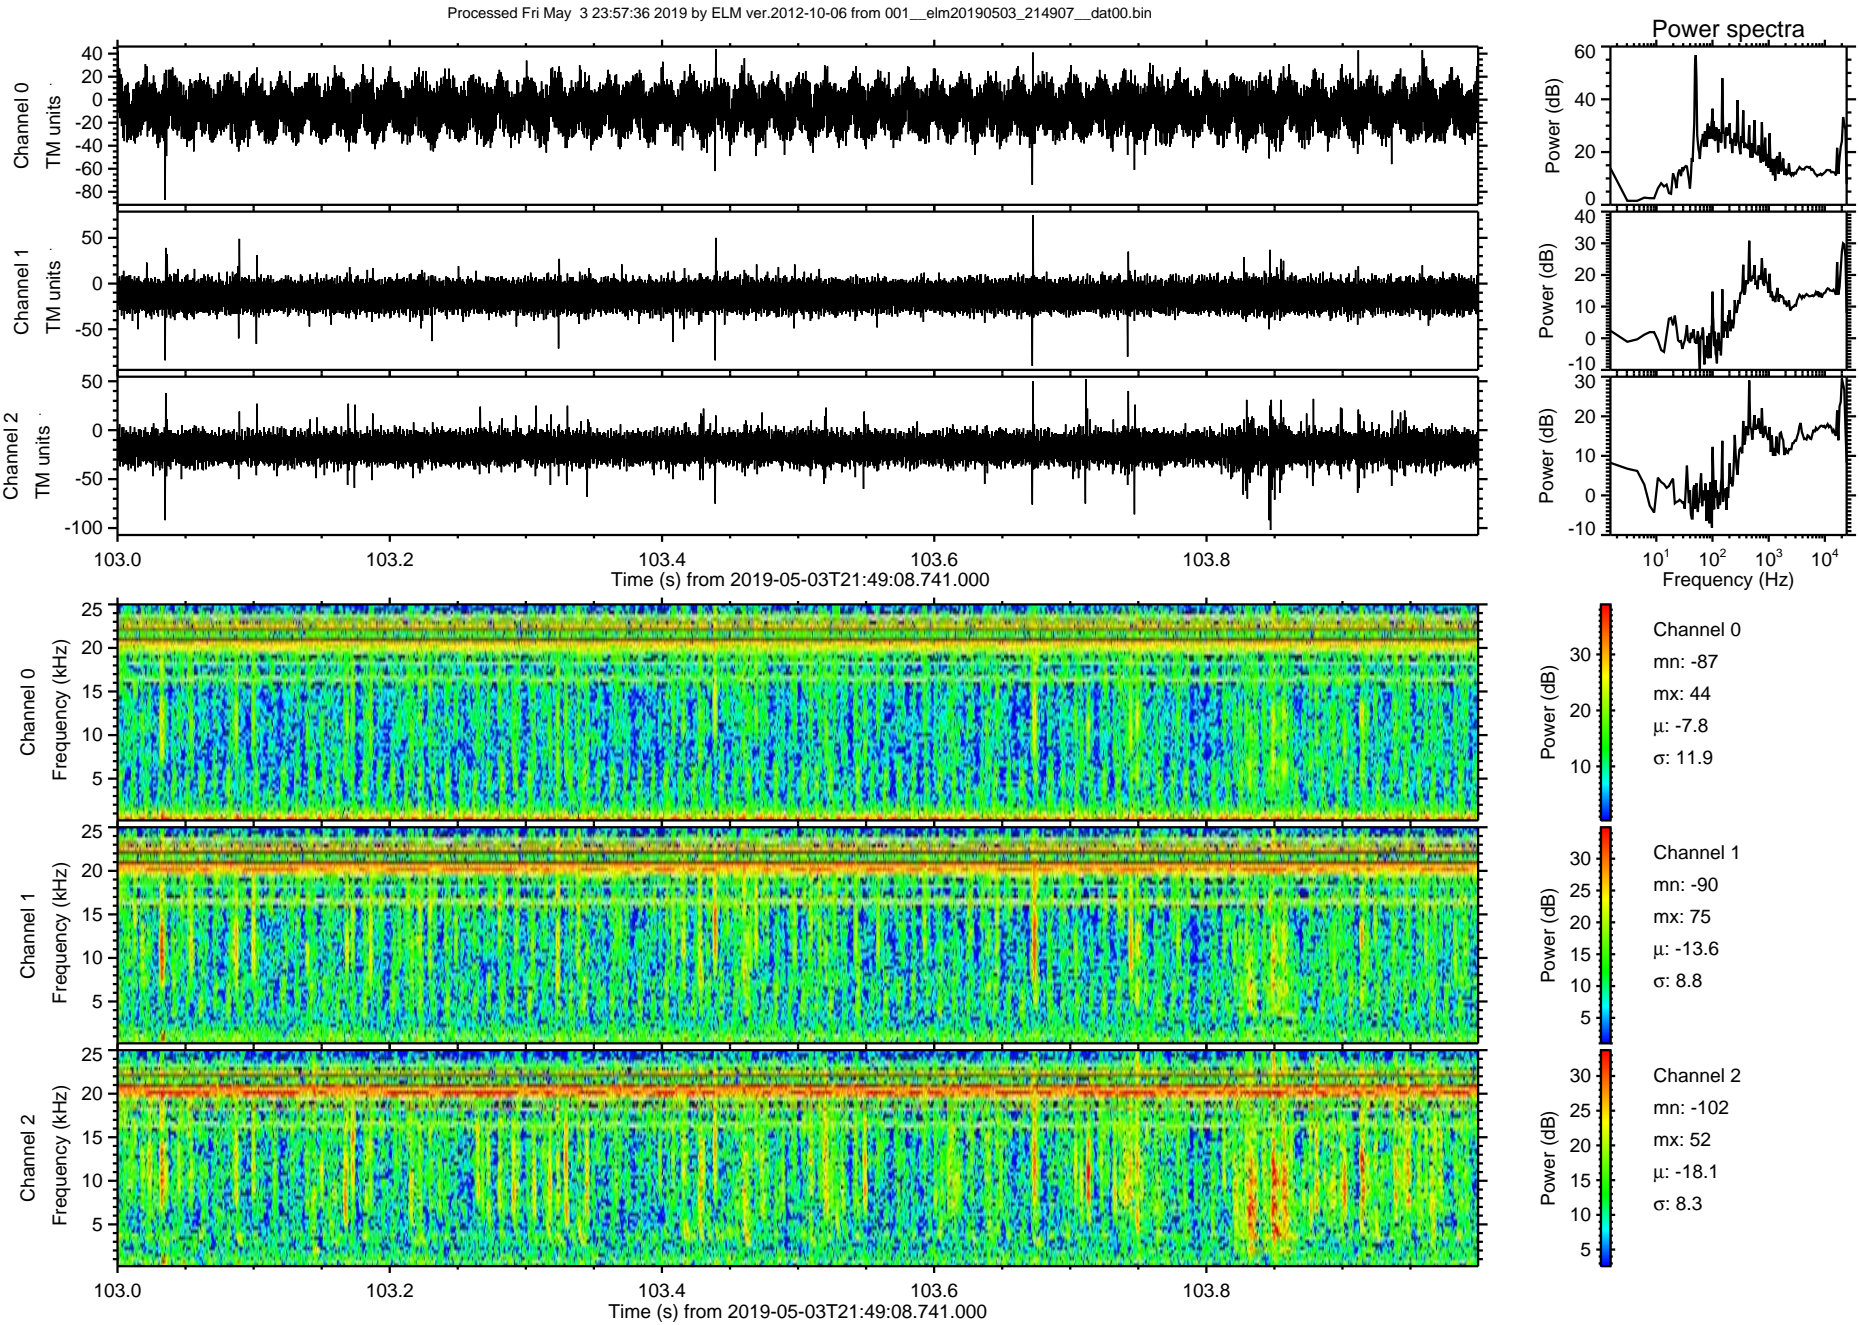 Processed Fri May  3 23:57:36 2019 by ELM ver.2012-10-06 from 001__elm20190503_214907__dat00.bin
Power spectra
Channel 0
TM units
40
20
0
-20
-40
-60
-80
Power (dB)
60
40
20
0
Channel 1
TM units
50
0
-50
Power (dB)
40
30
20
10
0
-10
Channel 2
TM units
50
0
-50
-100
Power (dB)
30
20
10
0
-10
103.0 103.2 103.4 103.6 103.8
Time (s) from 2019-05-03T21:49:08.741.000
10^1 10^2 10^3 10^4
Frequency (Hz)
Channel 0
Frequency (kHz)
25
20
15
10
5
Power (dB)
30
20
10
Channel 0
mn: -87
mx: 44
μ: -7.8
σ: 11.9
Channel 1
Frequency (kHz)
25
20
15
10
5
Power (dB)
30
25
20
15
10
5
Channel 1
mn: -90
mx: 75
μ: -13.6
σ: 8.8
Channel 2
Frequency (kHz)
25
20
15
10
5
Power (dB)
30
25
20
15
10
5
Channel 2
mn: -102
mx: 52
μ: -18.1
σ: 8.3
103.0 103.2 103.4 103.6 103.8
Time (s) from 2019-05-03T21:49:08.741.000